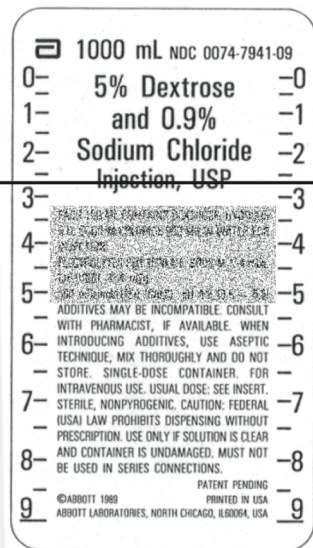 1000 mL NDC 0074-7941-09
0 0
5% Dextrose
1 and 0.9% 1
Sodium Chloride
2 2
Injection, USP
3 3
4 4
5 5
ADDITIVES MAY BE INCOMPATIBLE. CONSULT
WITH PHARMACIST, IF AVAILABLE. WHEN
INTRODUCING ADDITIVES, USE ASEPTIC
6 6
TECHNIQUE, MIX THOROUGHLY AND DO NOT
STORE. SINGLE-DOSE CONTAINER. FOR
INTRAVENOUS USE. USUAL DOSE: SEE INSERT.
7 7
STERILE, NONPYROGENIC. CAUTION: FEDERAL
(USA) LAW PROHIBITS DISPENSING WITHOUT
PRESCRIPTION. USE ONLY IF SOLUTION IS CLEAR
8 8
AND CONTAINER IS UNDAMAGED. MUST NOT
BE USED IN SERIES CONNECTIONS.
PATENT PENDING
©ABBOTT 1989 PRINTED IN USA
9 9
ABBOTT LABORATORIES, NORTH CHICAGO, IL60064, USA